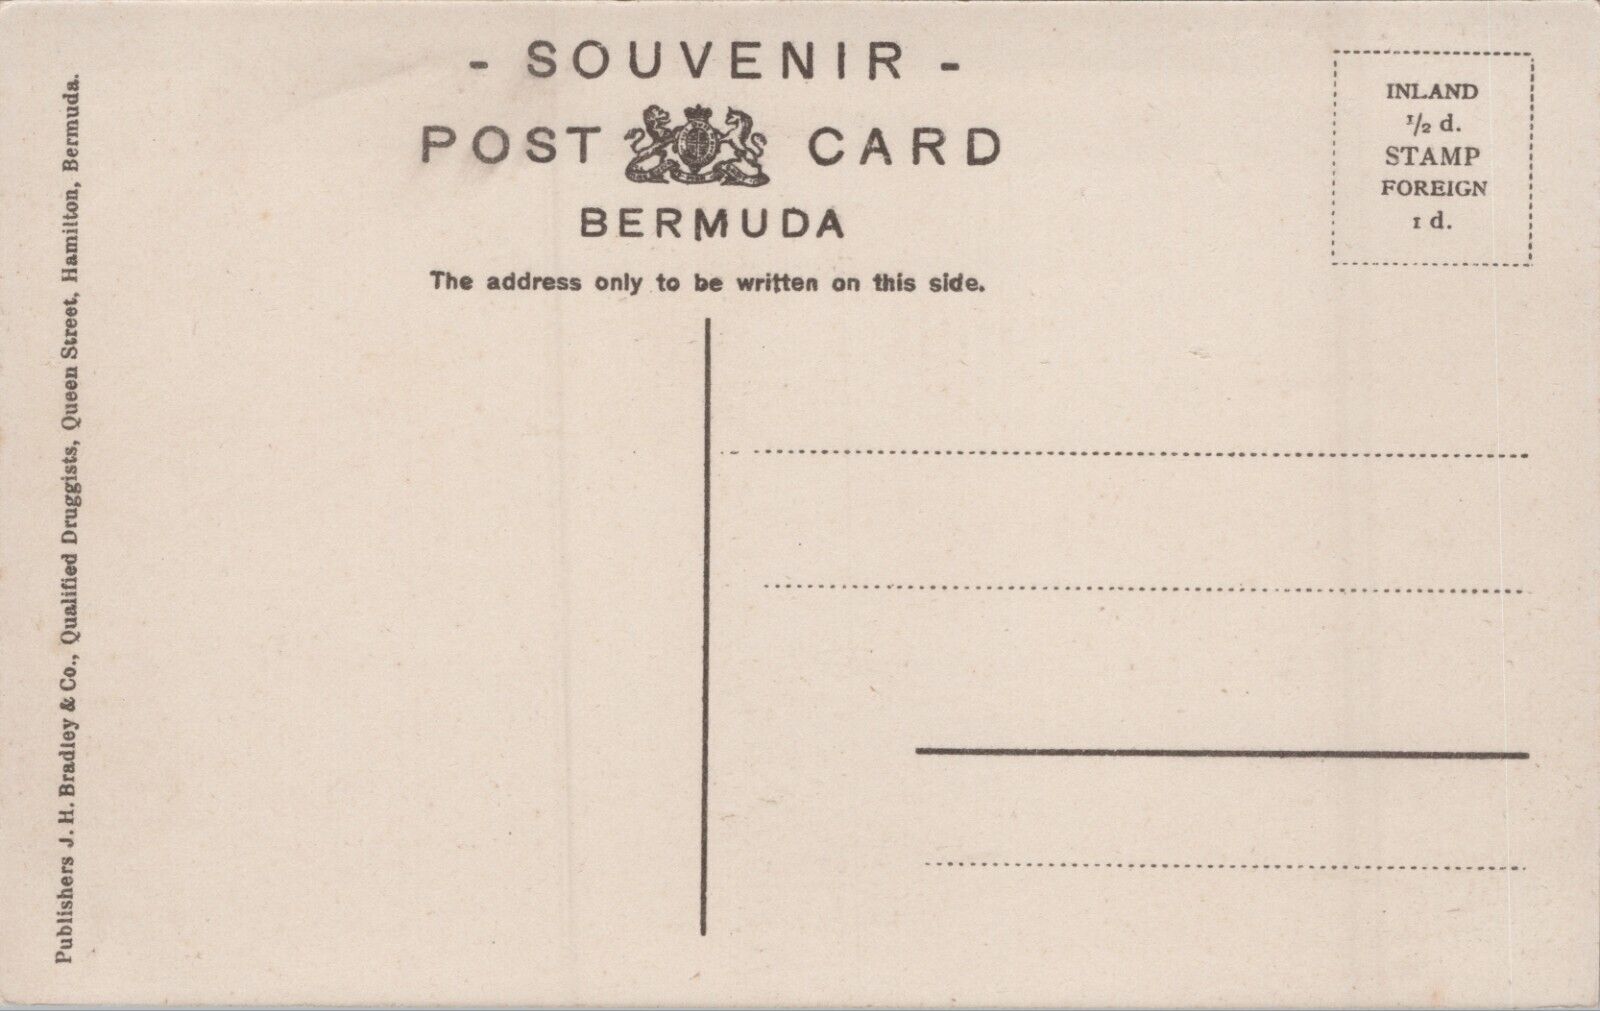 - SOUVENIR -
POST CARD
BERMUDA
The address only to be written on this side.
INLAND
1/2 d.
STAMP
FOREIGN
1 d.
Publishers J. H. Bradley & Co., Qualified Druggists, Queen Street, Hamilton, Bermuda.